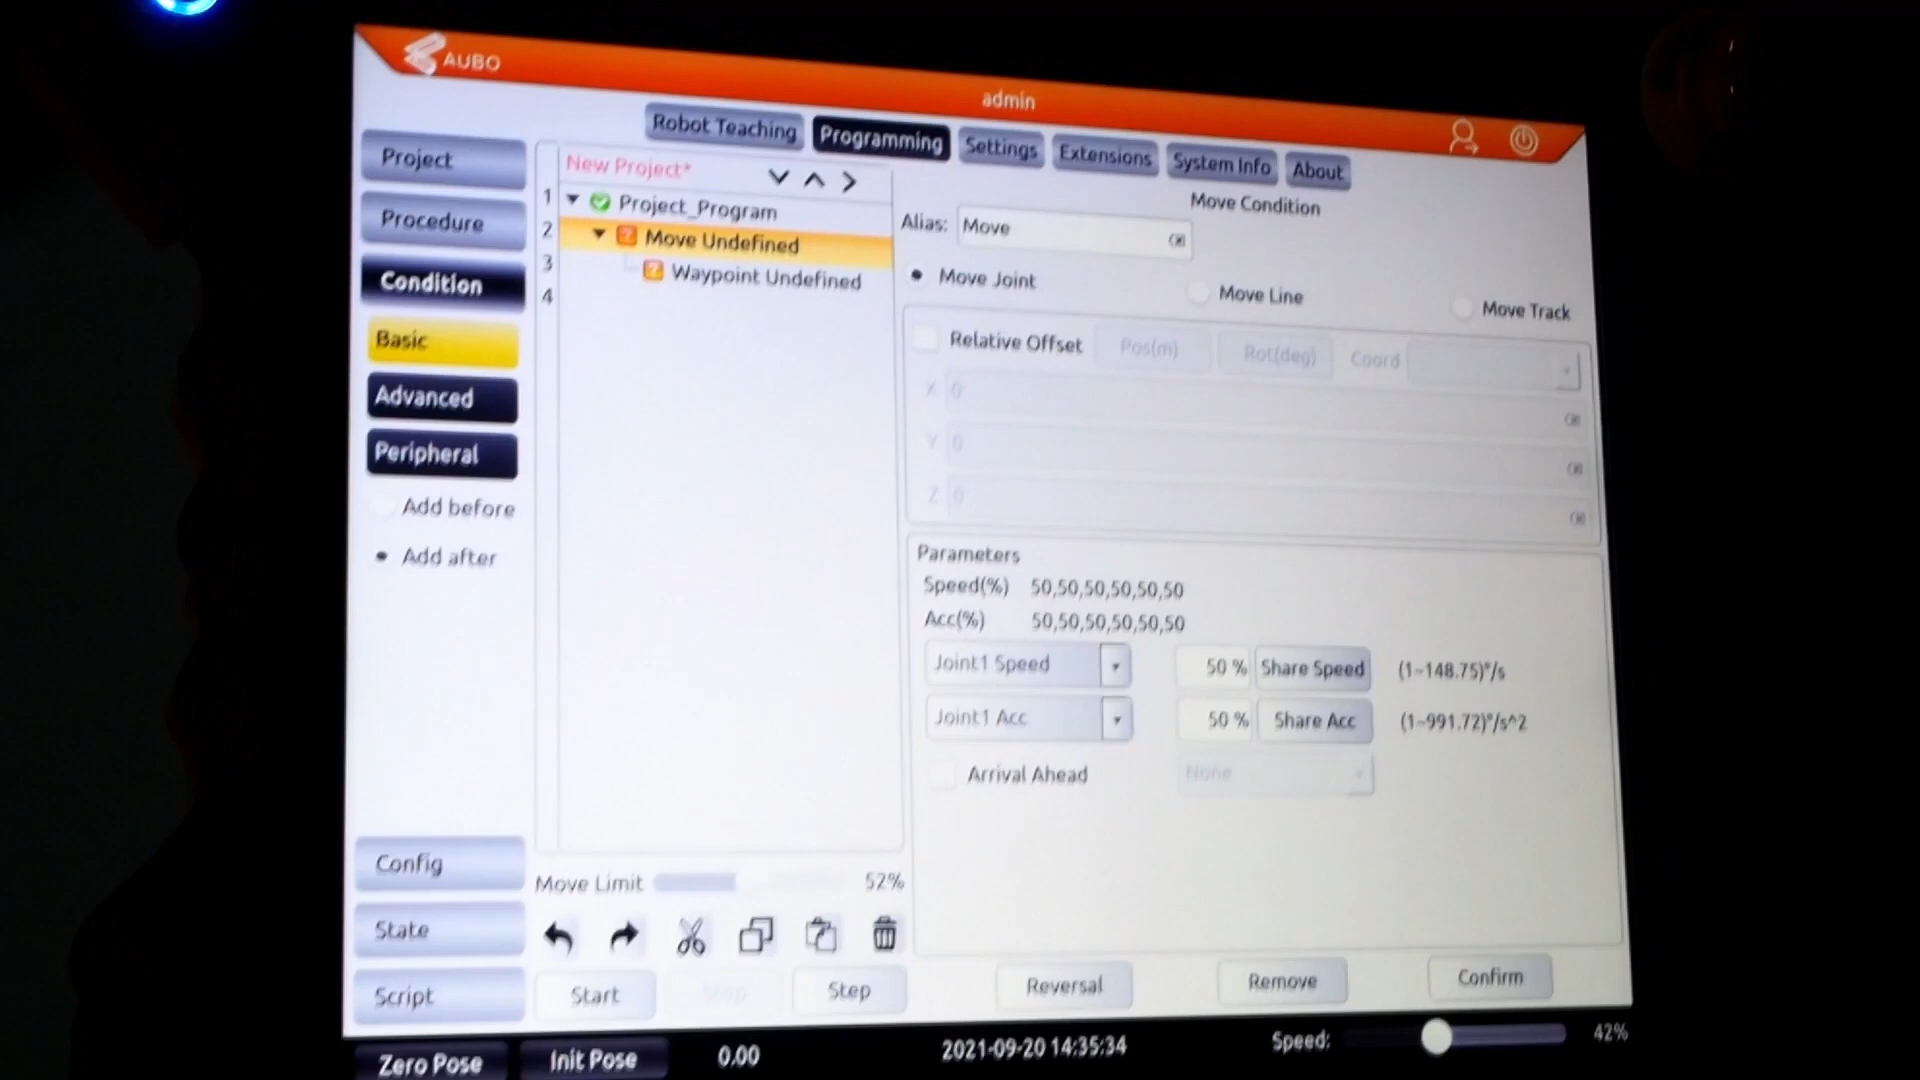 AUBO
admin
Robot Teaching
Programming
Settings
Extensions
System Info
About
Project
Procedure
Condition
Basic
Advanced
Peripheral
Add before
Add after
Config
State
Script
New Project*
1
2
3
4
Project_Program
Move Undefined
Waypoint Undefined
Move Limit 52%
Start
Stop
Step
Move Condition
Alias: Move
Move Joint
Move Line
Move Track
Relative Offset Pos(m) Rot(deg) Coord
X 0
Y 0
Z 0
Parameters
Speed(%) 50,50,50,50,50,50
Acc(%) 50,50,50,50,50,50
Joint1 Speed 50 % Share Speed (1~148.75)°/s
Joint1 Acc 50 % Share Acc (1~991.72)°/s^2
Arrival Ahead None
Reversal
Remove
Confirm
Zero Pose
Init Pose
0.00
2021-09-20 14:35:34
Speed: 42%